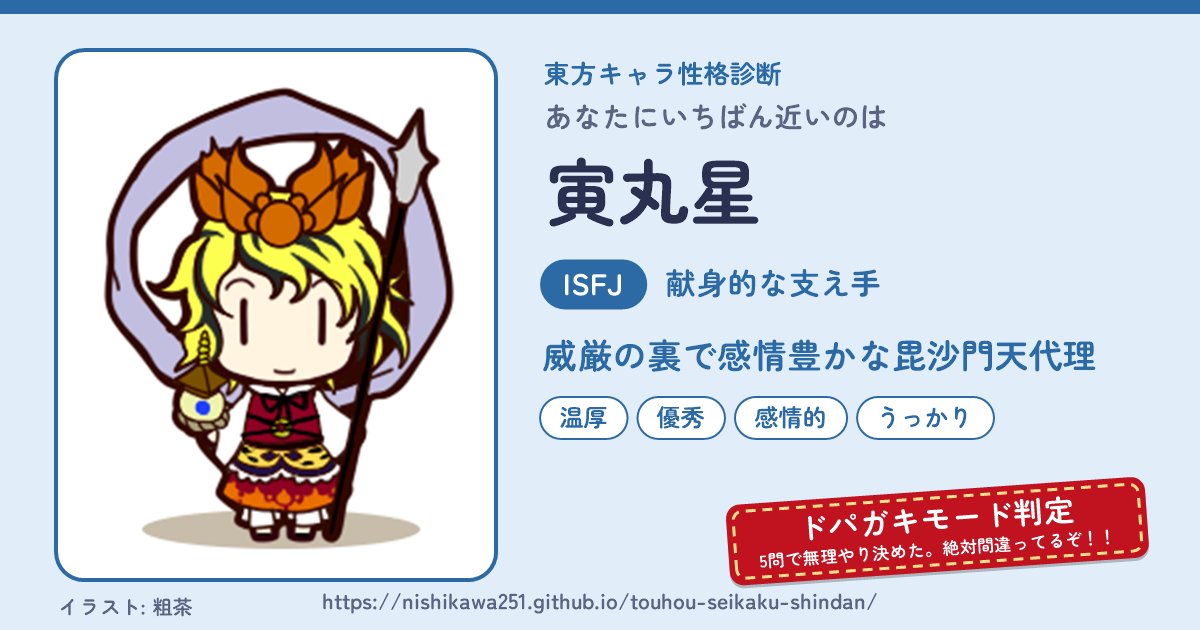 東方キャラ性格診断
あなたにいちばん近いのは
寅丸星
ISFJ 献身的な支え手
威厳の裏で感情豊かな毘沙門天代理
温厚 優秀 感情的 うっかり
ドパガキモード判定
5問で無理やり決めた。絶対間違ってるぞ！！
イラスト: 粗茶
https://nishikawa251.github.io/touhou-seikaku-shindan/